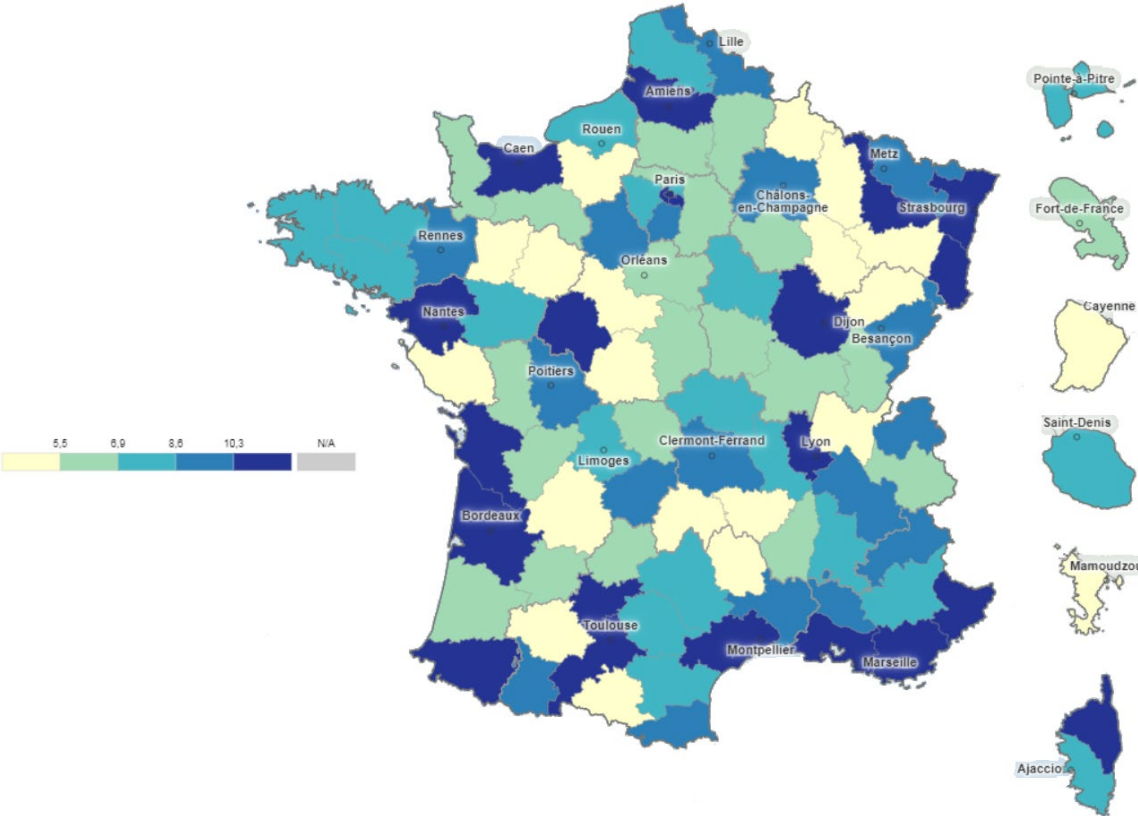 Lille
Pointe-à-Pitre
Amiens
Rouen
Caen
Metz
Paris
Châlons-
en-Champagne
Strasbourg
Fort-de-France
Rennes
Orléans
Nantes
Dijon
Besançon
Cayenne
Poitiers
5,5 6,9 8,6 10,3 N/A
Clermont-Ferrand
Lyon
Limoges
Saint-Denis
Bordeaux
Mamoudzou
Toulouse
Montpellier
Marseille
Ajaccio